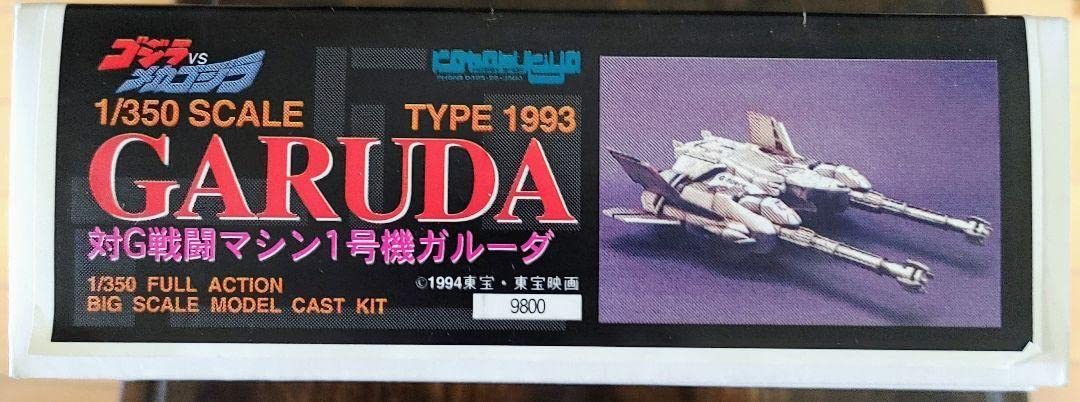 ゴジラ VS
メカゴジラ
kotobukiya
1/350 SCALE TYPE 1993
GARUDA
対G戦闘マシン1号機ガルーダ
1/350 FULL ACTION
BIG SCALE MODEL CAST KIT
©1994東宝・東宝映画
9800